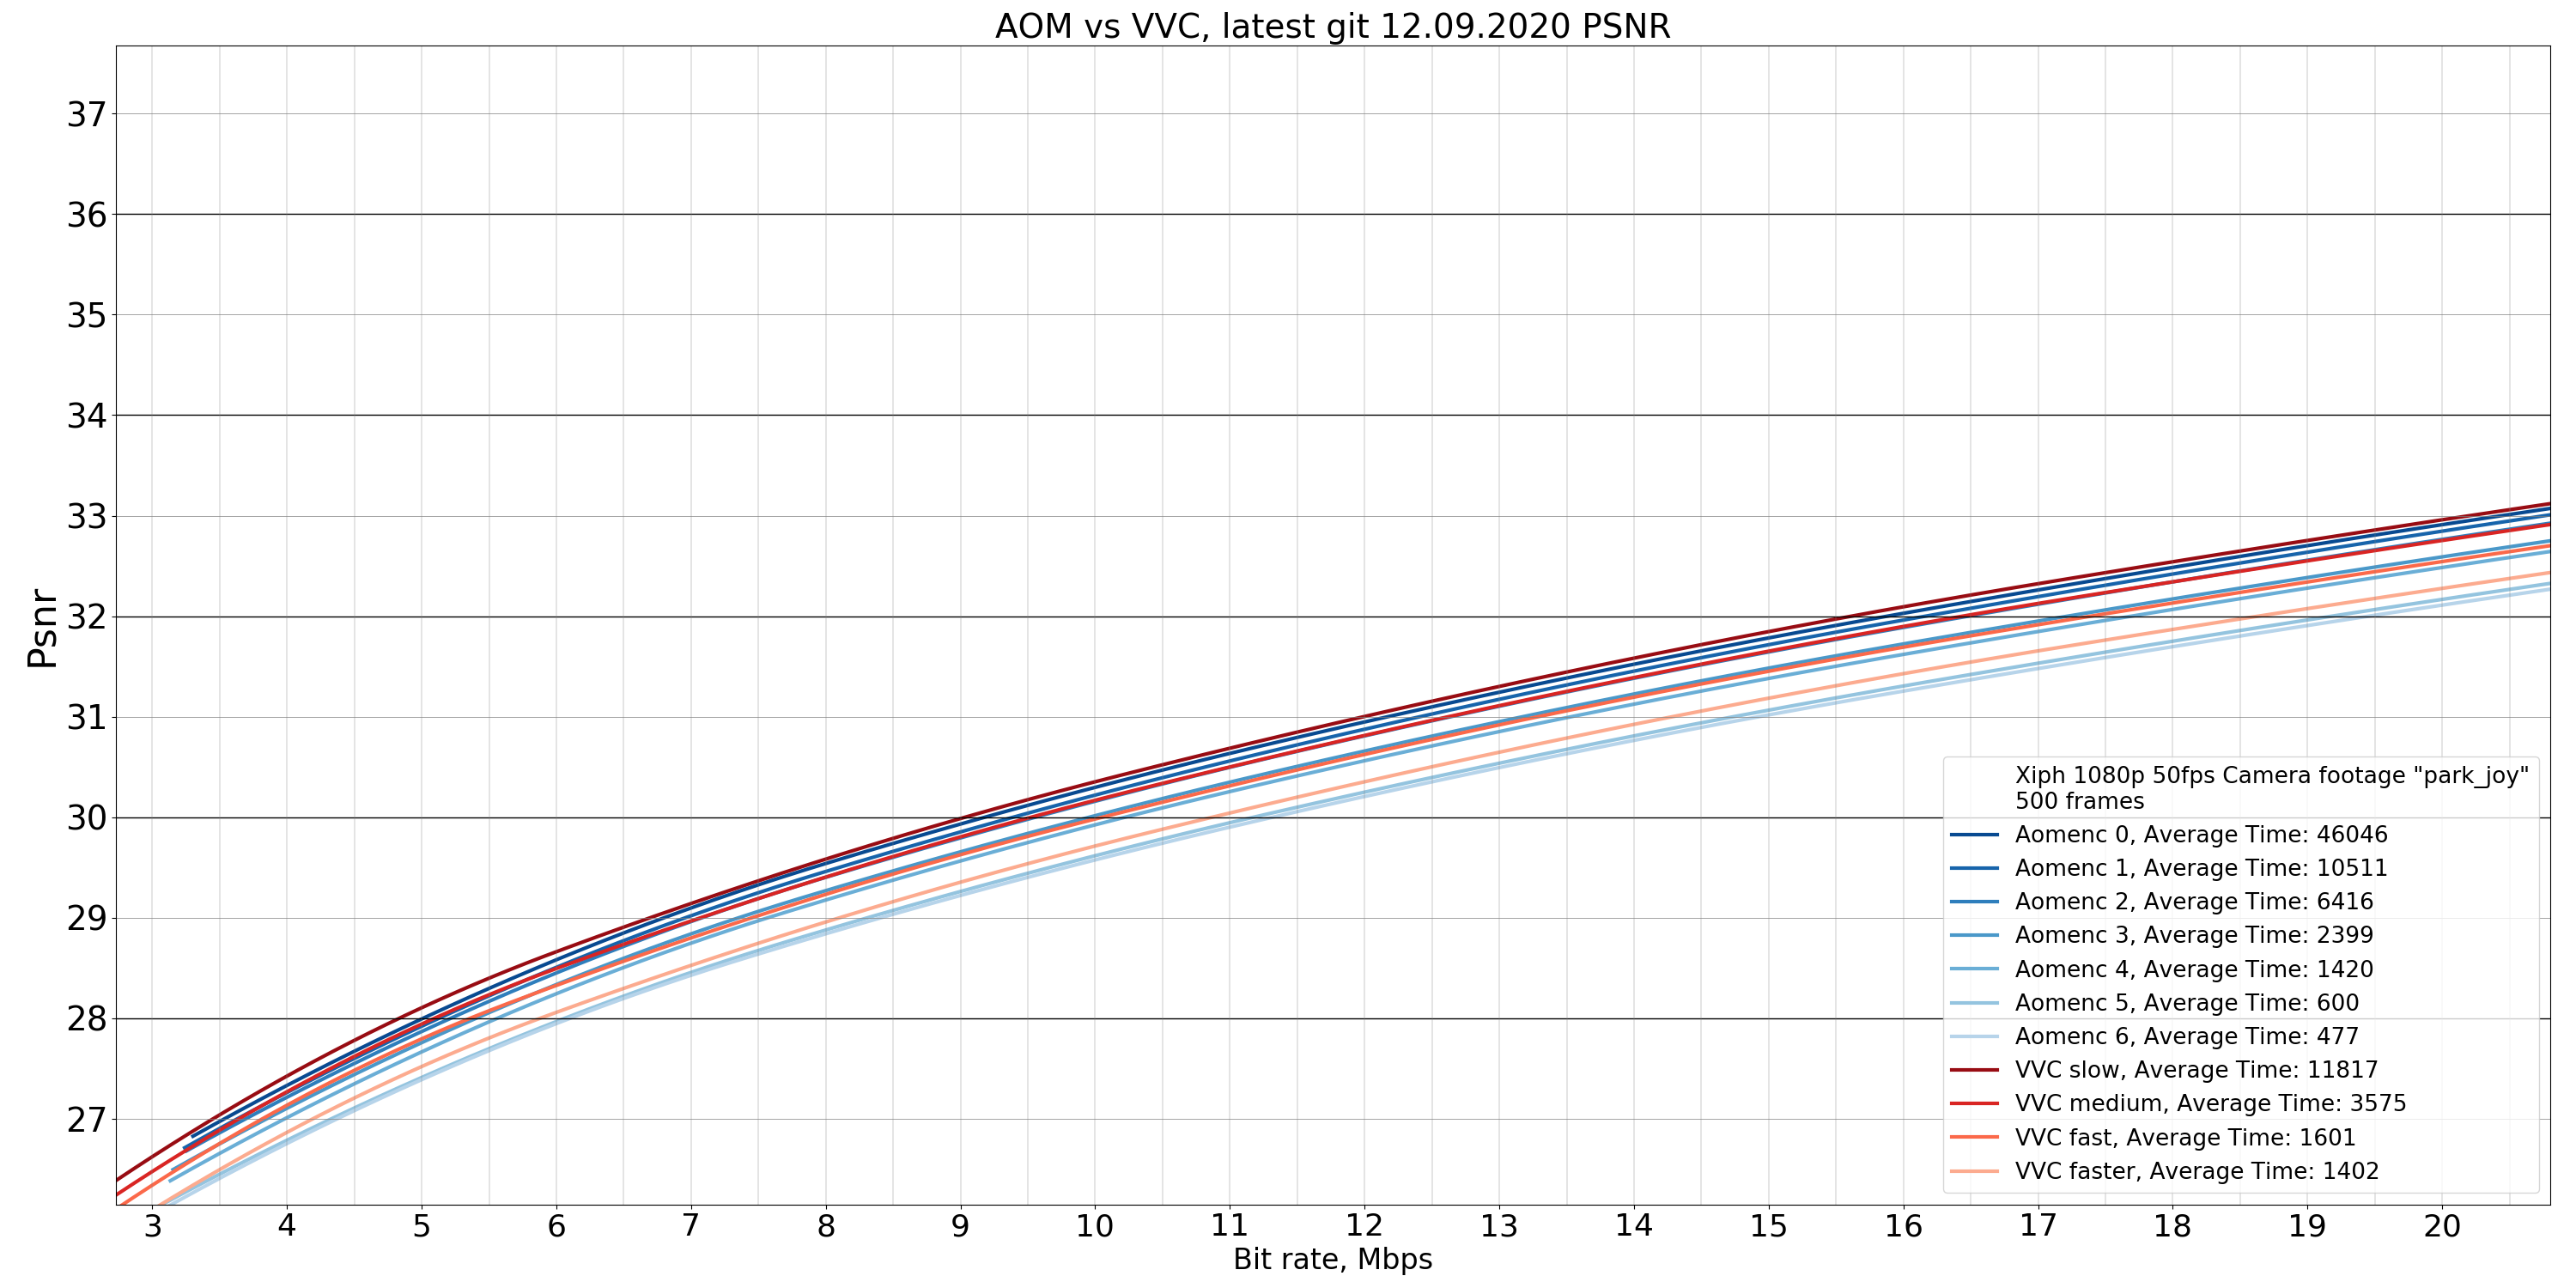 AOM vs VVC, latest git 12.09.2020 PSNR
37
36
35
34
33
32
31
30
29
28
27
Psnr
Xiph 1080p 50fps Camera footage "park_joy"
500 frames
Aomenc 0, Average Time: 46046
Aomenc 1, Average Time: 10511
Aomenc 2, Average Time: 6416
Aomenc 3, Average Time: 2399
Aomenc 4, Average Time: 1420
Aomenc 5, Average Time: 600
Aomenc 6, Average Time: 477
VVC slow, Average Time: 11817
VVC medium, Average Time: 3575
VVC fast, Average Time: 1601
VVC faster, Average Time: 1402
3 4 5 6 7 8 9 10 11 12 13 14 15 16 17 18 19 20
Bit rate, Mbps